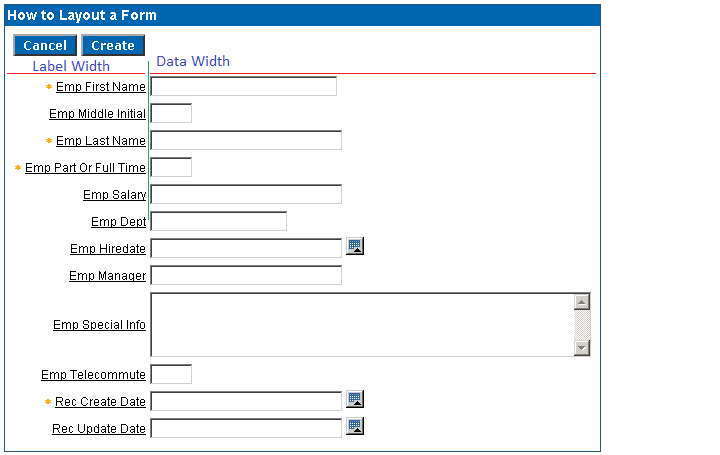 How to Layout a Form
Cancel Create
Label Width Data Width
* Emp First Name
Emp Middle Initial
* Emp Last Name
* Emp Part Or Full Time
Emp Salary
Emp Dept
Emp Hiredate
Emp Manager
Emp Special Info
Emp Telecommute
* Rec Create Date
Rec Update Date